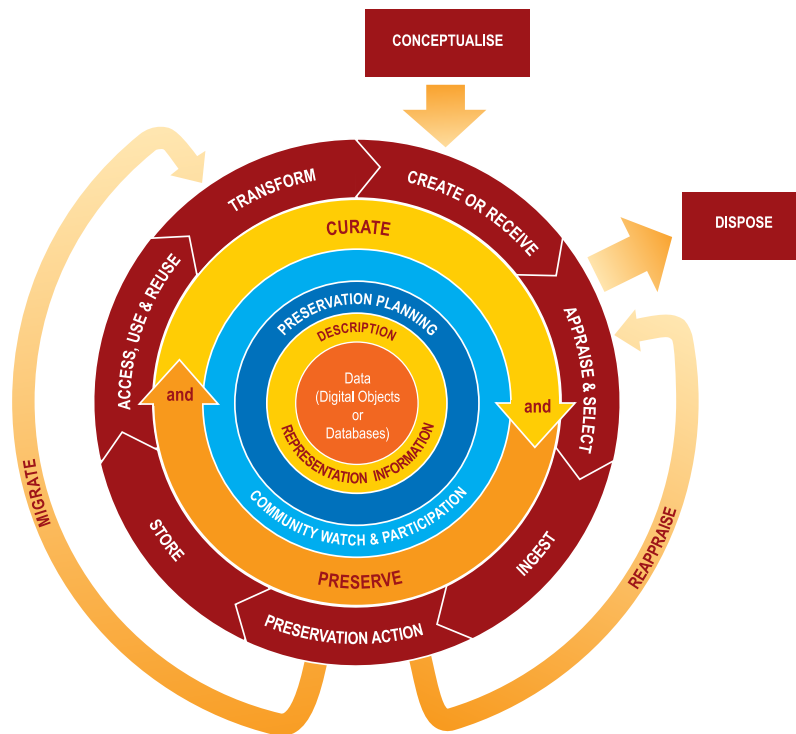 CONCEPTUALISE
DISPOSE
TRANSFORM
CREATE OR RECEIVE
APPRAISE & SELECT
INGEST
PRESERVATION ACTION
STORE
ACCESS, USE & REUSE
CURATE
and
PRESERVE
and
COMMUNITY WATCH & PARTICIPATION
PRESERVATION PLANNING
DESCRIPTION
REPRESENTATION INFORMATION
Data
(Digital Objects
or
Databases)
MIGRATE
REAPPRAISE